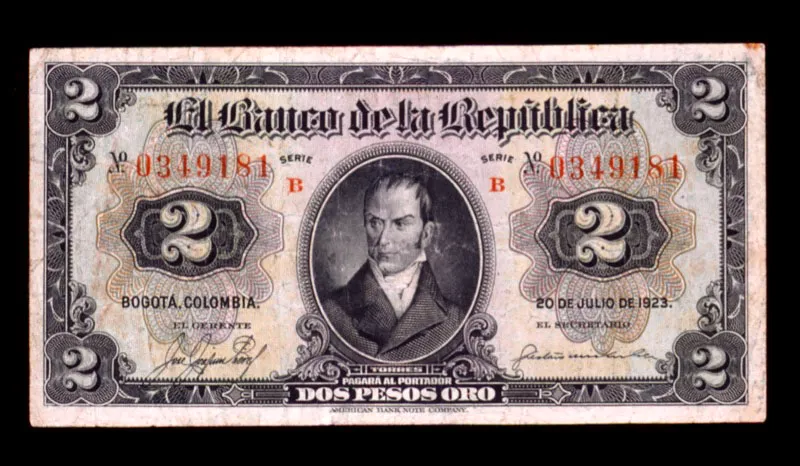 2 2
El Banco de la República
No 0349181 SERIE B SERIE B No 0349181
2 2
BOGOTÁ, COLOMBIA. 20 DE JULIO DE 1923.
EL GERENTE EL SECRETARIO
TORRES
2 2
PAGARÁ AL PORTADOR
DOS PESOS ORO
AMERICAN BANK NOTE COMPANY.